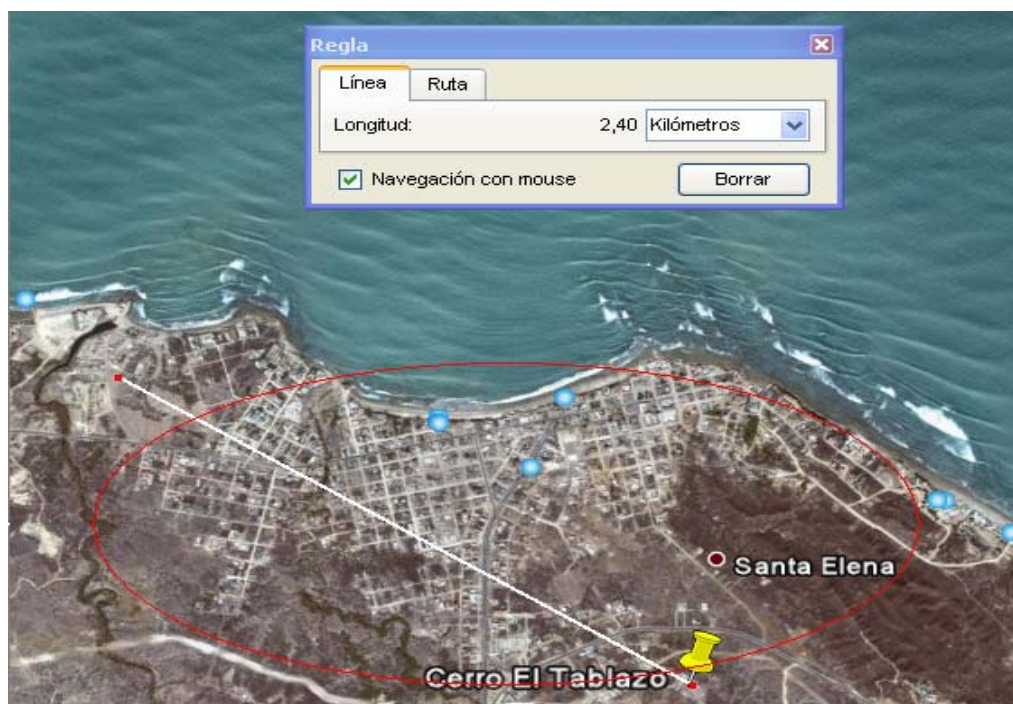 Regla
Línea Ruta
Longitud: 2,40 Kilómetros
Navegación con mouse Borrar
Santa Elena
Cerro El Tablazo